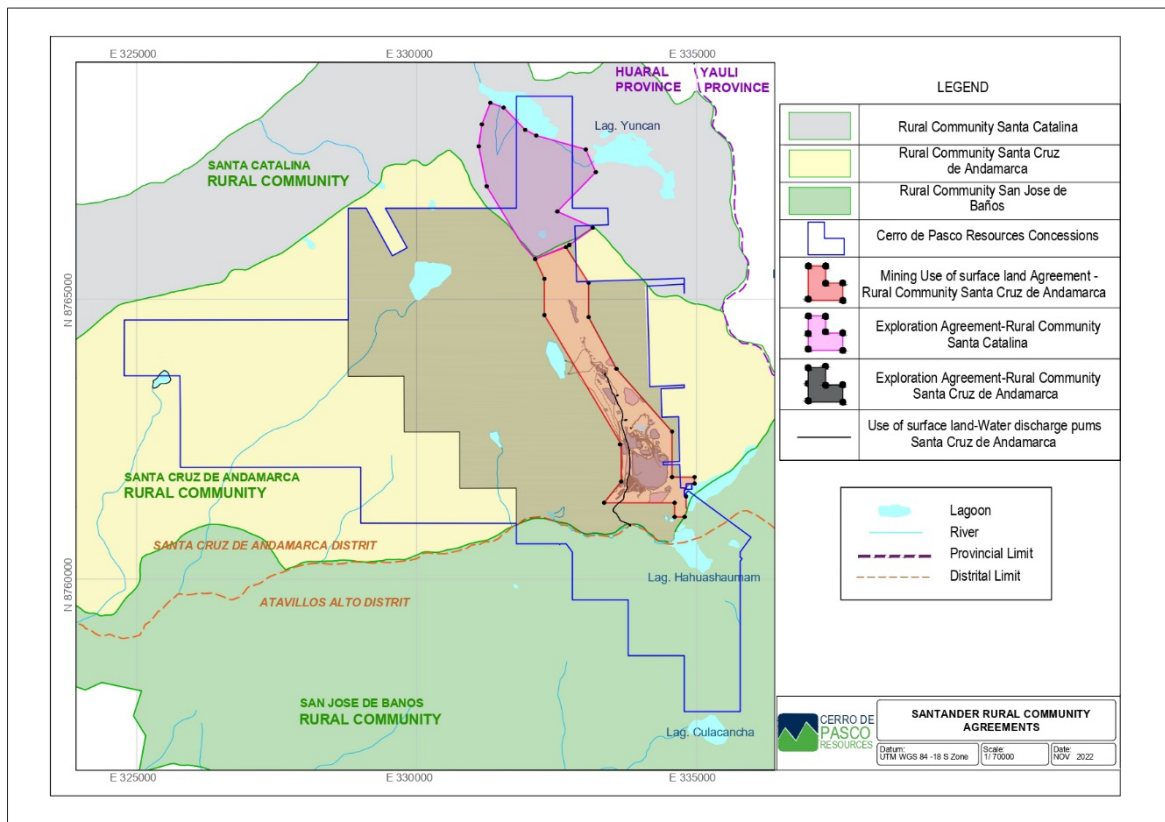 E 325000
E 330000
E 335000
HUARAL
PROVINCE
YAULI
PROVINCE
Lag. Yuncan
SANTA CATALINA
RURAL COMMUNITY
N 8765000
SANTA CRUZ DE ANDAMARCA
RURAL COMMUNITY
SANTA CRUZ DE ANDAMARCA DISTRIT
N 8760000
Lag. Hahuashaumam
ATAVILLOS ALTO DISTRIT
SAN JOSE DE BANOS
RURAL COMMUNITY
Lag. Culacancha
E 325000
E 330000
E 335000
LEGEND
Rural Community Santa Catalina
Rural Community Santa Cruz
de Andamarca
Rural Community San Jose de
Baños
Cerro de Pasco Resources Concessions
Mining Use of surface land Agreement -
Rural Community Santa Cruz de Andamarca
Exploration Agreement-Rural Community
Santa Catalina
Exploration Agreement-Rural Community
Santa Cruz de Andamarca
Use of surface land-Water discharge pums
Santa Cruz de Andamarca
Lagoon
River
Provincial Limit
Distrital Limit
CERRO DE
PASCO
RESOURCES
SANTANDER RURAL COMMUNITY
AGREEMENTS
Datum:
UTM WGS 84 -18 S Zone
Scale:
1/ 70000
Date:
NOV 2022